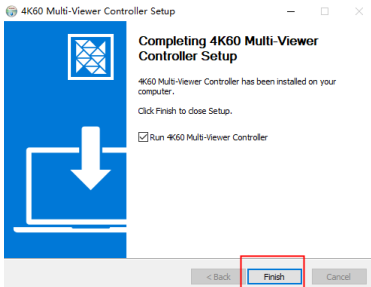 4K60 Multi-Viewer Controller Setup
Completing 4K60 Multi-Viewer
Controller Setup
4K60 Multi-Viewer Controller has been installed on your
computer.
Click Finish to close Setup.
Run 4K60 Multi-Viewer Controller
< Back Finish Cancel